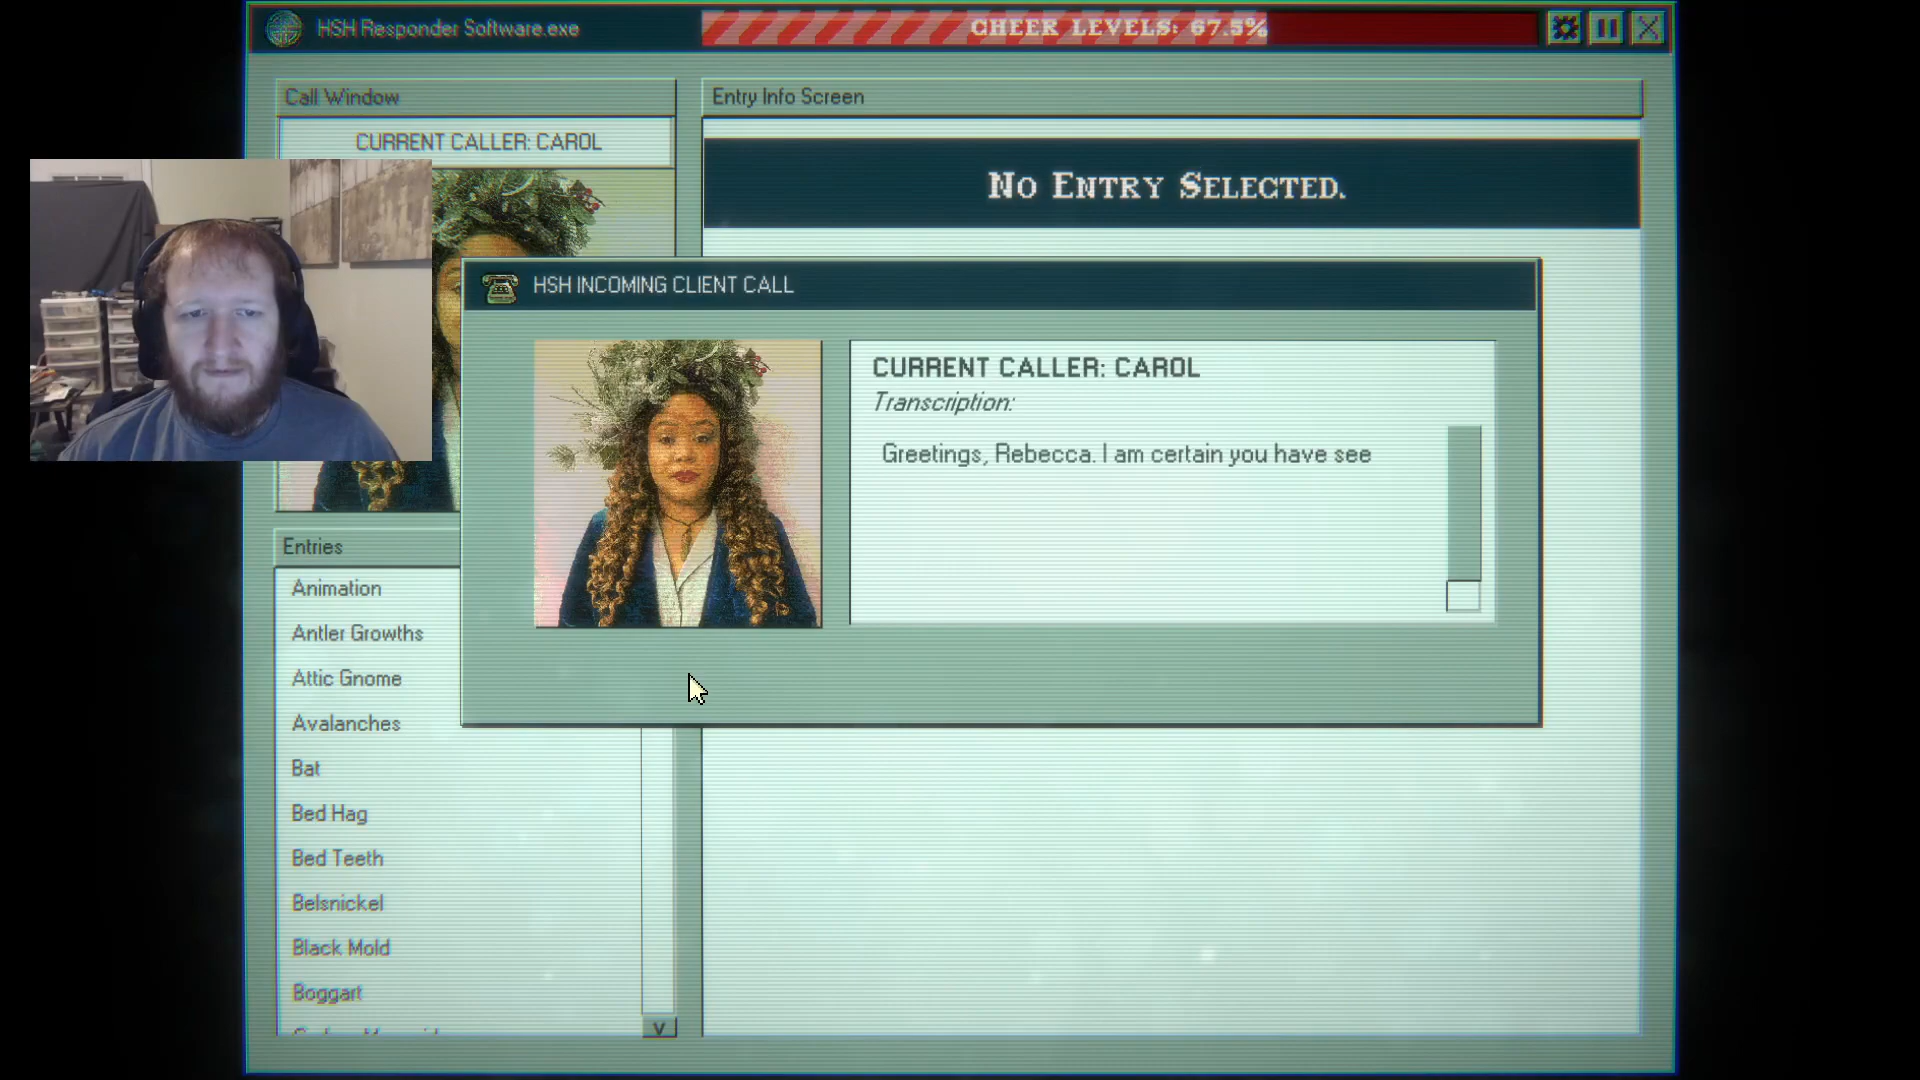 HSH Responder Software.exe
CHEER LEVELS: 67.5%
Call Window
CURRENT CALLER: CAROL
Entry Info Screen
NO ENTRY SELECTED.
HSH INCOMING CLIENT CALL
CURRENT CALLER: CAROL
Transcription:
Greetings, Rebecca. I am certain you have see
Entries
Animation
Antler Growths
Attic Gnome
Avalanches
Bat
Bed Hag
Bed Teeth
Belsnickel
Black Mold
Boggart